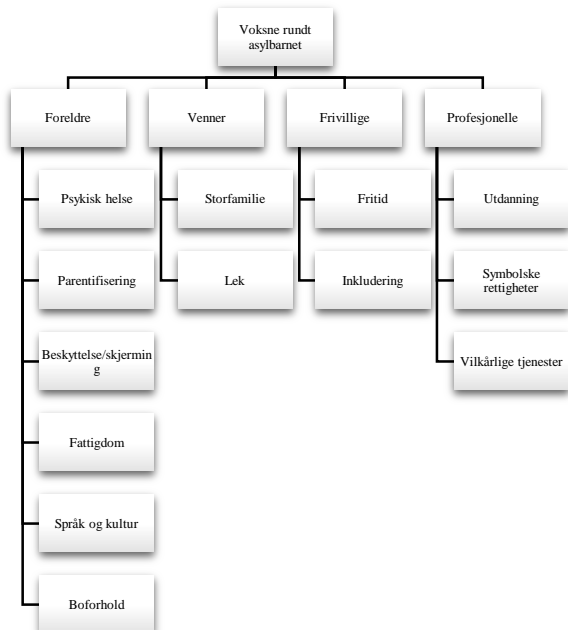 Voksne rundt
asylbarnet
Foreldre
Venner
Frivillige
Profesjonelle
Psykisk helse
Storfamilie
Fritid
Utdanning
Parentifisering
Lek
Inkludering
Symbolske
rettigheter
Beskyttelse/skjermin
g
Vilkårlige tjenester
Fattigdom
Språk og kultur
Boforhold